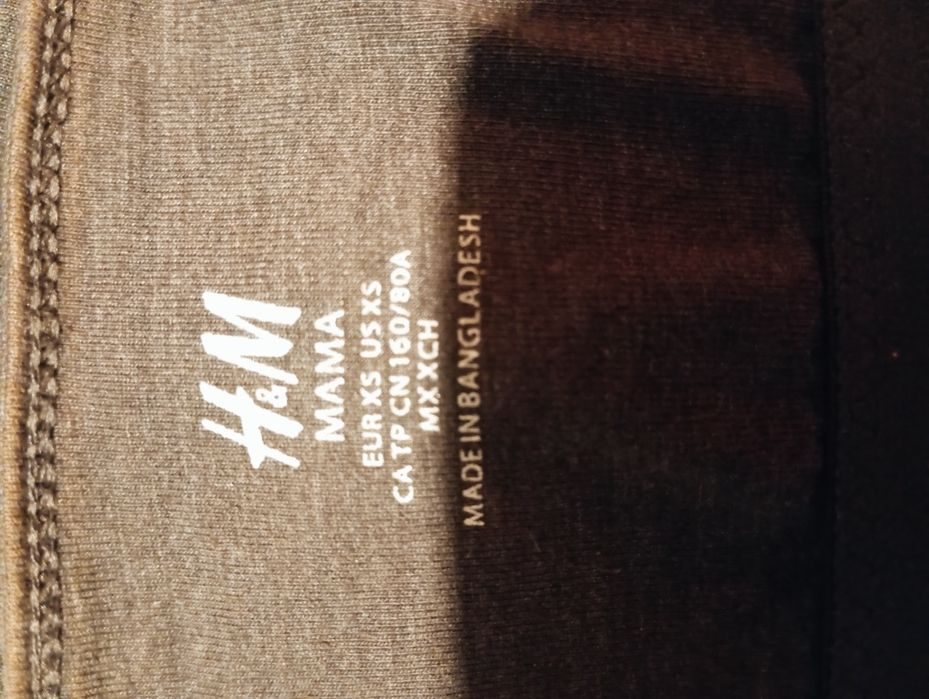 H&M
MAMA
EUR XS US XS
CA TP CN 160/80A
MX XCH
MADE IN BANGLADESH